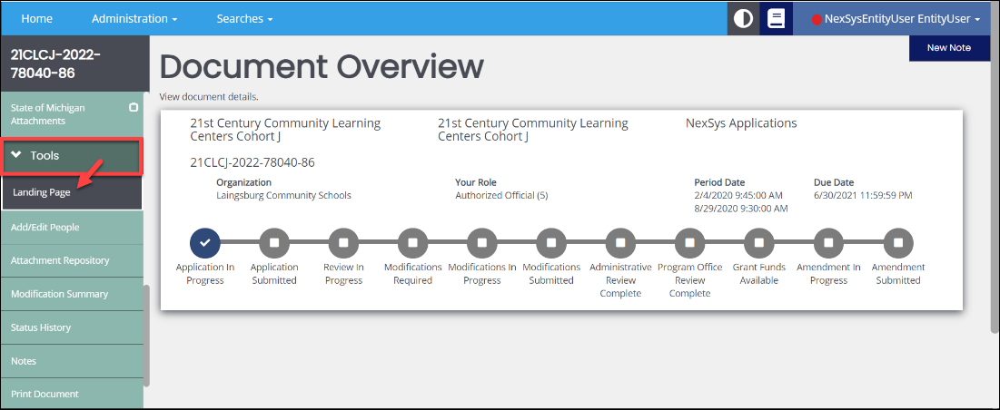 Home
Administration
Searches
NexSysEntityUser EntityUser
21CLCJ-2022-
78040-86
State of Michigan
Attachments
Tools
Landing Page
Add/Edit People
Attachment Repository
Modification Summary
Status History
Notes
Print Document
New Note
Document Overview
View document details.
21st Century Community Learning
Centers Cohort J
21st Century Community Learning
Centers Cohort J
NexSys Applications
21CLCJ-2022-78040-86
Organization
Laingsburg Community Schools
Your Role
Authorized Official (5)
Period Date
2/4/2020 9:45:00 AM
8/29/2020 9:30:00 AM
Due Date
6/30/2021 11:59:59 PM
Application In
Progress
Application
Submitted
Review In
Progress
Modifications
Required
Modifications In
Progress
Modifications
Submitted
Administrative
Review
Complete
Program Office
Review
Complete
Grant Funds
Available
Amendment In
Progress
Amendment
Submitted